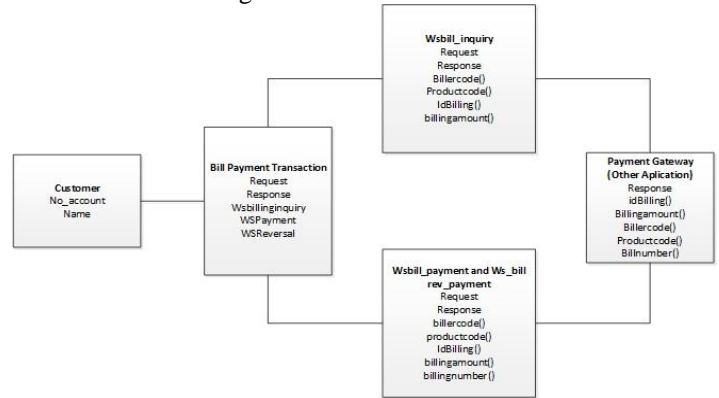 Wsbill_inquiry
Request
Response
Billercode()
Productcode()
IdBilling()
billingamount()
Bill Payment Transaction
Request
Response
Wsbillinginquiry
WSPayment
WSReversal
Customer
No_account
Name
Payment Gateway
(Other Aplication)
Response
idBilling()
Billingamount()
Billercode()
Productcode()
Billnumber()
Wsbill_payment and Ws_bill
rev_payment
Request
Response
billercode()
productcode()
IdBilling()
billingamount()
billingnumber()